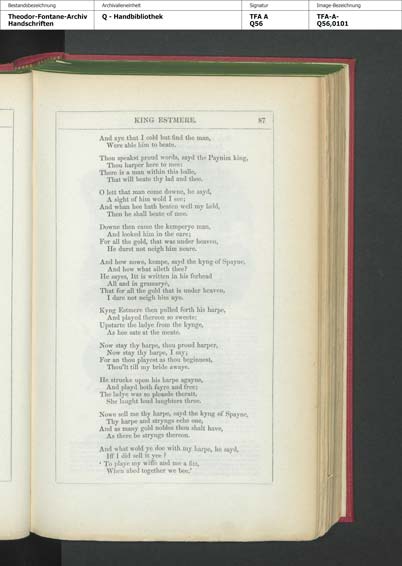 Bestandsbezeichnung
Archivalieneinheit
Signatur
Image-Bezeichnung
Theodor-Fontane-Archiv
Handschriften
Q - Handbibliothek
TFA A
Q56
TFA-A-
Q56,0101
KING ESTMERE. 87
And aye that I cold but find the man,
Were able him to beate.
Thou speakst proud words, sayd the Paynim king,
Thou harper here to mee:
There is a man within this halle,
That will beate thy lad and thee.
O lett that man come downe, he sayd,
A sight of him wold I see;
And whan hee hath beaten well my lad,
Then he shall beate of mee.
Downe then came the kemperye man,
And looked him in the eare;
For all the gold, that was under heaven,
He durst not neigh him neare.
And how nowe, kempe, sayd the kyng of Spayne,
And how what aileth thee?
He sayes, Itt is written in his forhead
All and in gramaryè,
That for all the gold that is under heaven,
I dare not neigh him nye.
Kyng Estmere then pulled forth his harpe,
And played thereon so sweete:
Upstarte the ladye from the kynge,
As hee sate at the meate.
Now stay thy harpe, thou proud harper,
Now stay thy harpe, I say;
For an thou playest as thou beginnest,
Thou'lt till my bride awaye.
He strucke upon his harpe agayne,
And playd both fayre and free;
The ladye was so pleasde theratt,
She laught loud laughters three.
Nowe sell me thy harpe, sayd the kyng of Spayne,
Thy harpe and stryngs eche one,
And as many gold nobles thou shalt have,
As there be stryngs thereon.
And what wold ye doe with my harpe, he sayd,
Iff I did sell it yee?
‘ To playe my wiffe and me a fitt,
When abed together we bee.’